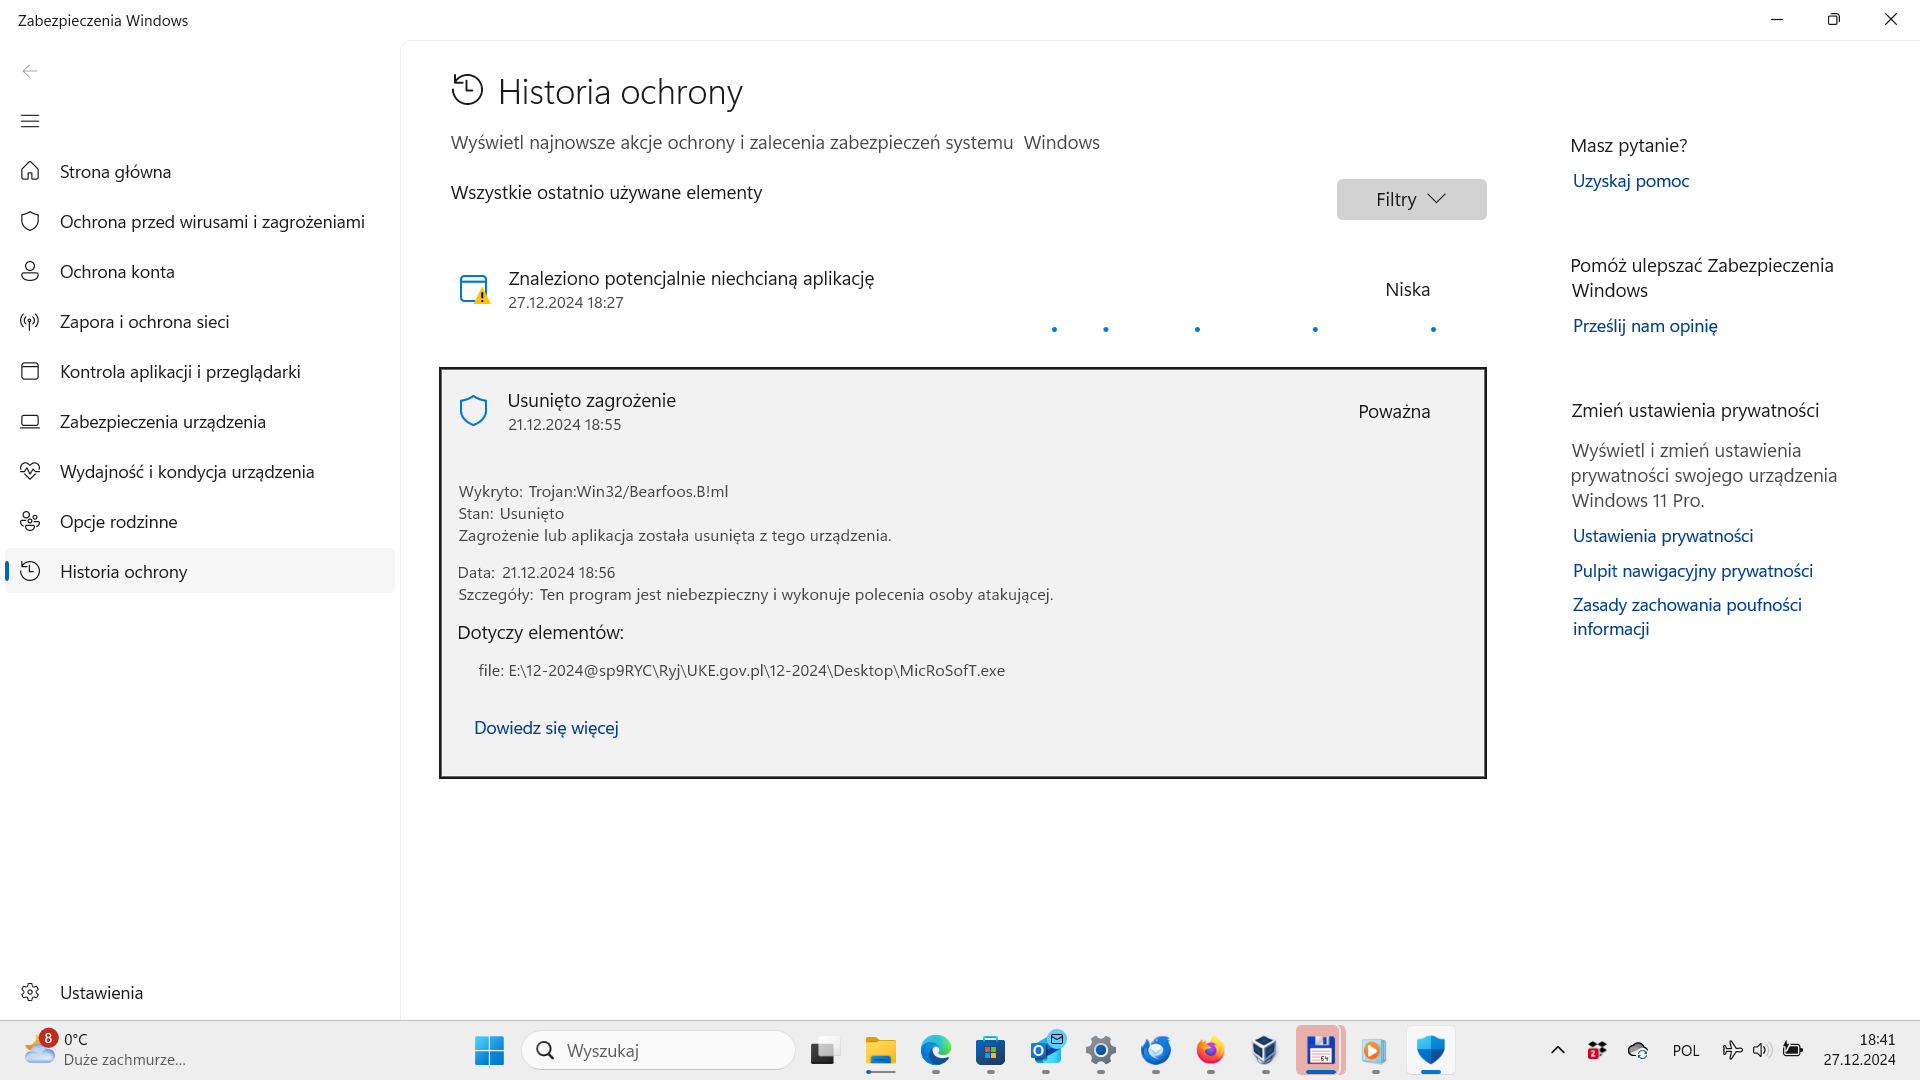 Zabezpieczenia Windows
Strona główna
Ochrona przed wirusami i zagrożeniami
Ochrona konta
Zapora i ochrona sieci
Kontrola aplikacji i przeglądarki
Zabezpieczenia urządzenia
Wydajność i kondycja urządzenia
Opcje rodzinne
Historia ochrony
Ustawienia
Historia ochrony
Wyświetl najnowsze akcje ochrony i zalecenia zabezpieczeń systemu  Windows
Wszystkie ostatnio używane elementy
Filtry
Znaleziono potencjalnie niechcianą aplikację
27.12.2024 18:27
Niska
Usunięto zagrożenie
21.12.2024 18:55
Poważna
Wykryto: Trojan:Win32/Bearfoos.B!ml
Stan: Usunięto
Zagrożenie lub aplikacja została usunięta z tego urządzenia.
Data: 21.12.2024 18:56
Szczegóły: Ten program jest niebezpieczny i wykonuje polecenia osoby atakującej.
Dotyczy elementów:
file: E:\12-2024@sp9RYC\Ryj\UKE.gov.pl\12-2024\Desktop\MicRoSofT.exe
Dowiedz się więcej
Masz pytanie?
Uzyskaj pomoc
Pomóż ulepszać Zabezpieczenia
Windows
Prześlij nam opinię
Zmień ustawienia prywatności
Wyświetl i zmień ustawienia
prywatności swojego urządzenia
Windows 11 Pro.
Ustawienia prywatności
Pulpit nawigacyjny prywatności
Zasady zachowania poufności
informacji
8
0°C
Duże zachmurze...
Wyszukaj
64
2
POL
18:41
27.12.2024